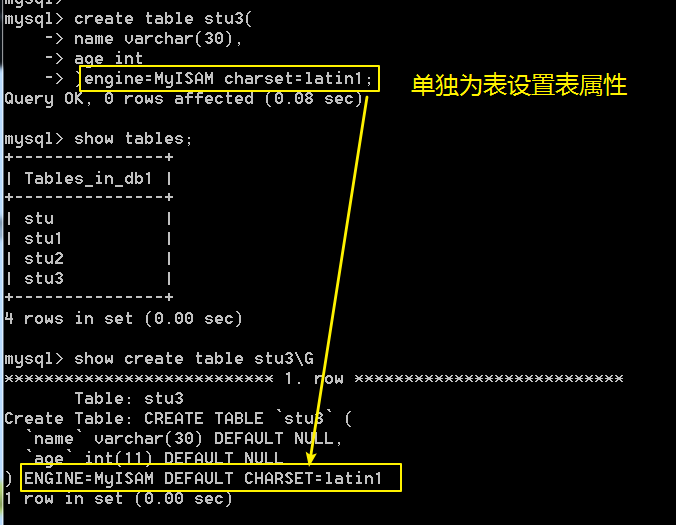 mysql>
mysql> create table stu3(
    -> name varchar(30),
    -> age int
    -> )engine=MyISAM charset=latin1;
单独为表设置表属性
Query OK, 0 rows affected (0.08 sec)
mysql> show tables;
+---------------+
| Tables_in_db1 |
+---------------+
| stu           |
| stu1          |
| stu2          |
| stu3          |
+---------------+
4 rows in set (0.00 sec)
mysql> show create table stu3\G
*************************** 1. row ***************************
       Table: stu3
Create Table: CREATE TABLE `stu3` (
  `name` varchar(30) DEFAULT NULL,
  `age` int(11) DEFAULT NULL
) ENGINE=MyISAM DEFAULT CHARSET=latin1
1 row in set (0.00 sec)